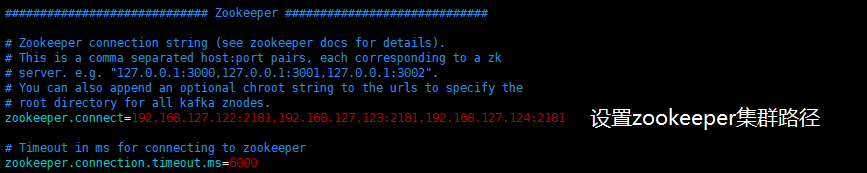 ############################# Zookeeper #############################
# Zookeeper connection string (see zookeeper docs for details).
# This is a comma separated host:port pairs, each corresponding to a zk
# server. e.g. "127.0.0.1:3000,127.0.0.1:3001,127.0.0.1:3002".
# You can also append an optional chroot string to the urls to specify the
# root directory for all kafka znodes.
zookeeper.connect=192.168.127.122:2181,192.168.127.123:2181,192.168.127.124:2181 设置zookeeper集群路径
# Timeout in ms for connecting to zookeeper
zookeeper.connection.timeout.ms=6000